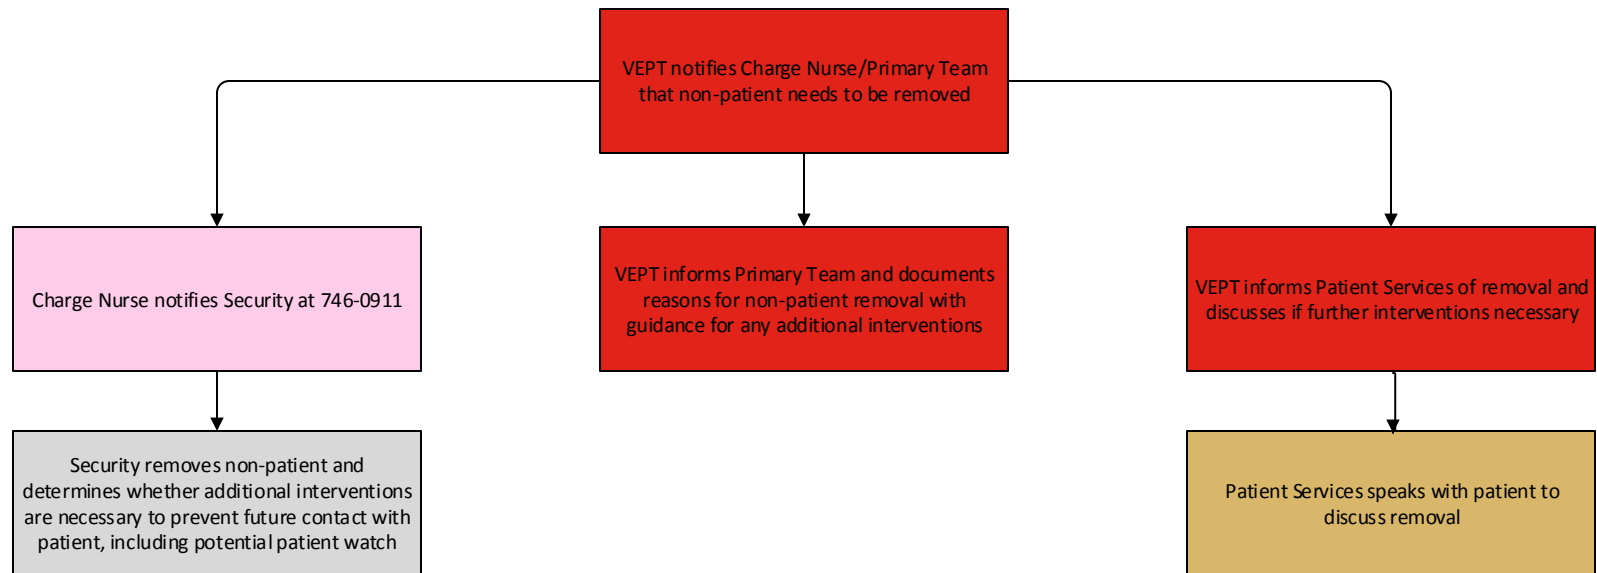 VEPT notifies Charge Nurse/Primary Team
that non-patient needs to be removed
Charge Nurse notifies Security at 746-0911
VEPT informs Primary Team and documents
reasons for non-patient removal with
guidance for any additional interventions
VEPT informs Patient Services of removal and
discusses if further interventions necessary
Security removes non-patient and
determines whether additional interventions
are necessary to prevent future contact with
patient, including potential patient watch
Patient Services speaks with patient to
discuss removal